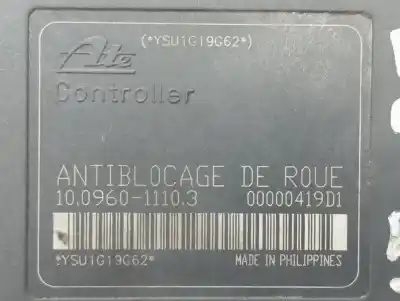 (*YSU1G19G62*)
Ate
Controller
ANTIBLOCAGE DE ROUE
10.0960-1110.3 00000419D1
*YSU1G19G62*
MADE IN PHILIPPINES